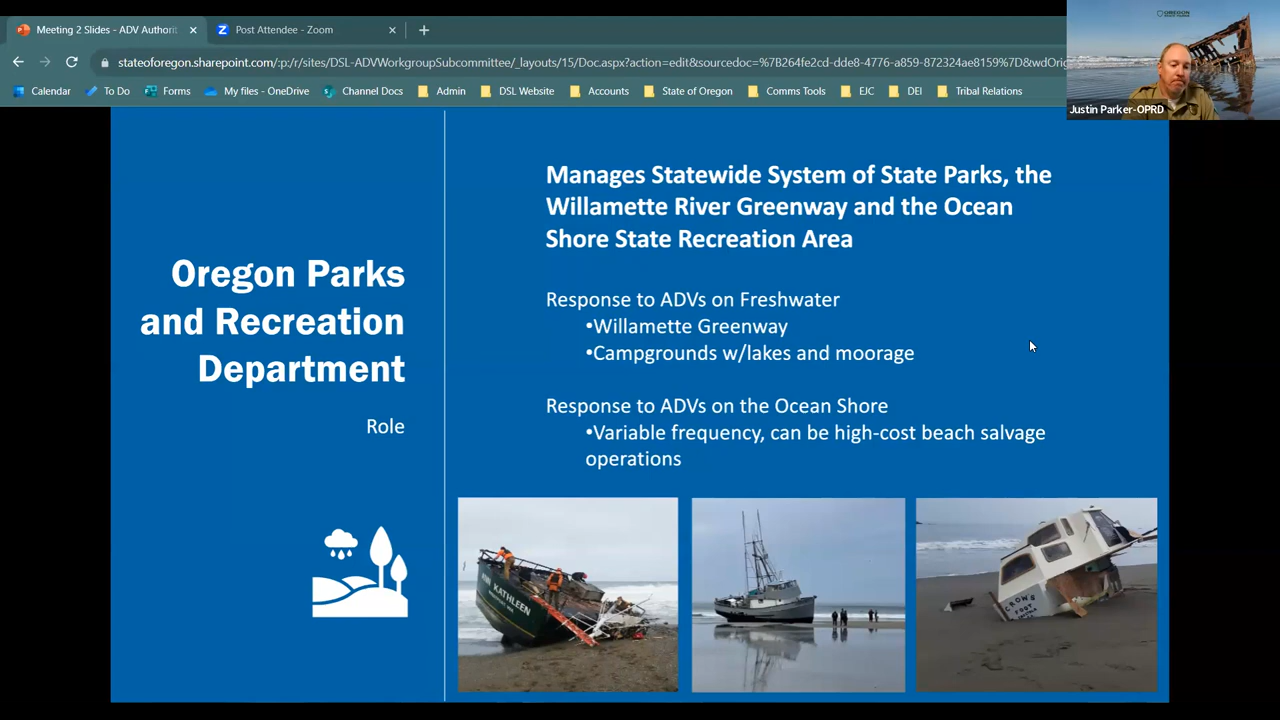 Meeting 2 Slides - ADV Authorit
Post Attendee - Zoom
stateoforegon.sharepoint.com/:p:/r/sites/DSL-ADVWorkgroupSubcommittee/_layouts/15/Doc.aspx?action=edit&sourcedoc=%7B264fe2cd-dde8-4776-a859-872324ae8159%7D&wdOrig
Calendar To Do Forms My files - OneDrive Channel Docs Admin DSL Website Accounts State of Oregon Comms Tools EJC DEI Tribal Relations
OREGON
Justin Parker-OPRD
Oregon Parks
and Recreation
Department
Role
Manages Statewide System of State Parks, the
Willamette River Greenway and the Ocean
Shore State Recreation Area
Response to ADVs on Freshwater
•Willamette Greenway
•Campgrounds w/lakes and moorage
Response to ADVs on the Ocean Shore
•Variable frequency, can be high-cost beach salvage
operations
KATHLEEN
CROW'S
FOOT